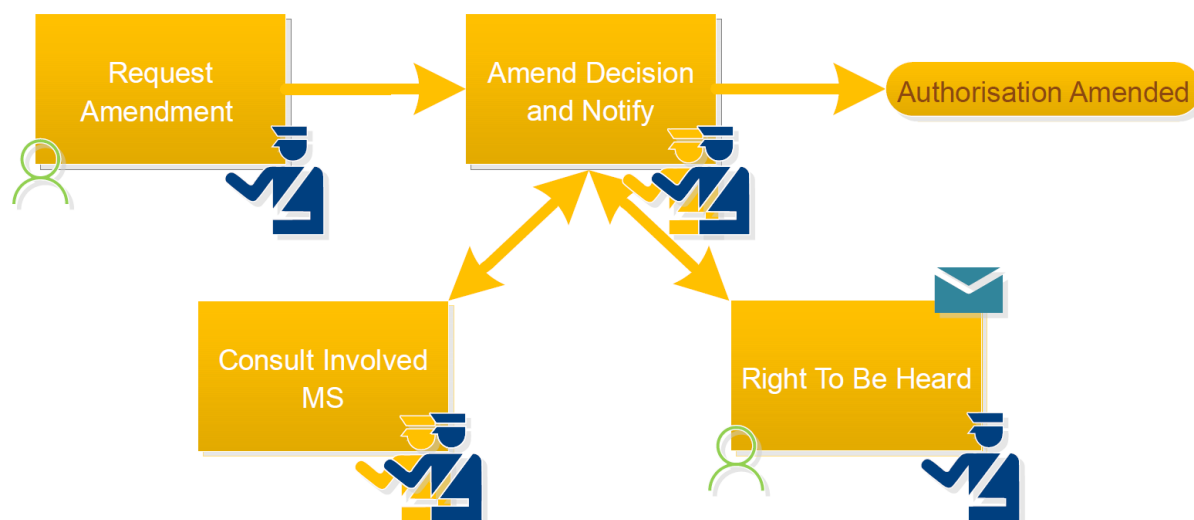 Request
Amendment
Amend Decision
and Notify
Authorisation Amended
Consult Involved
MS
Right To Be Heard